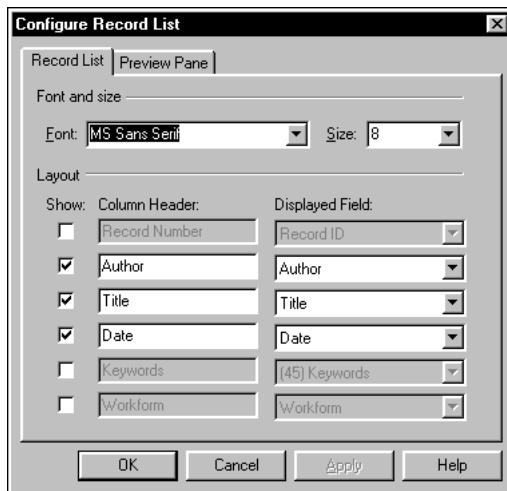 Configure Record List
Record List Preview Pane
Font and size
Font: MS Sans Serif Size: 8
Layout
Show: Column Header: Displayed Field:
Record Number Record ID
Author Author
Title Title
Date Date
Keywords (45) Keywords
Workform Workform
OK Cancel Apply Help